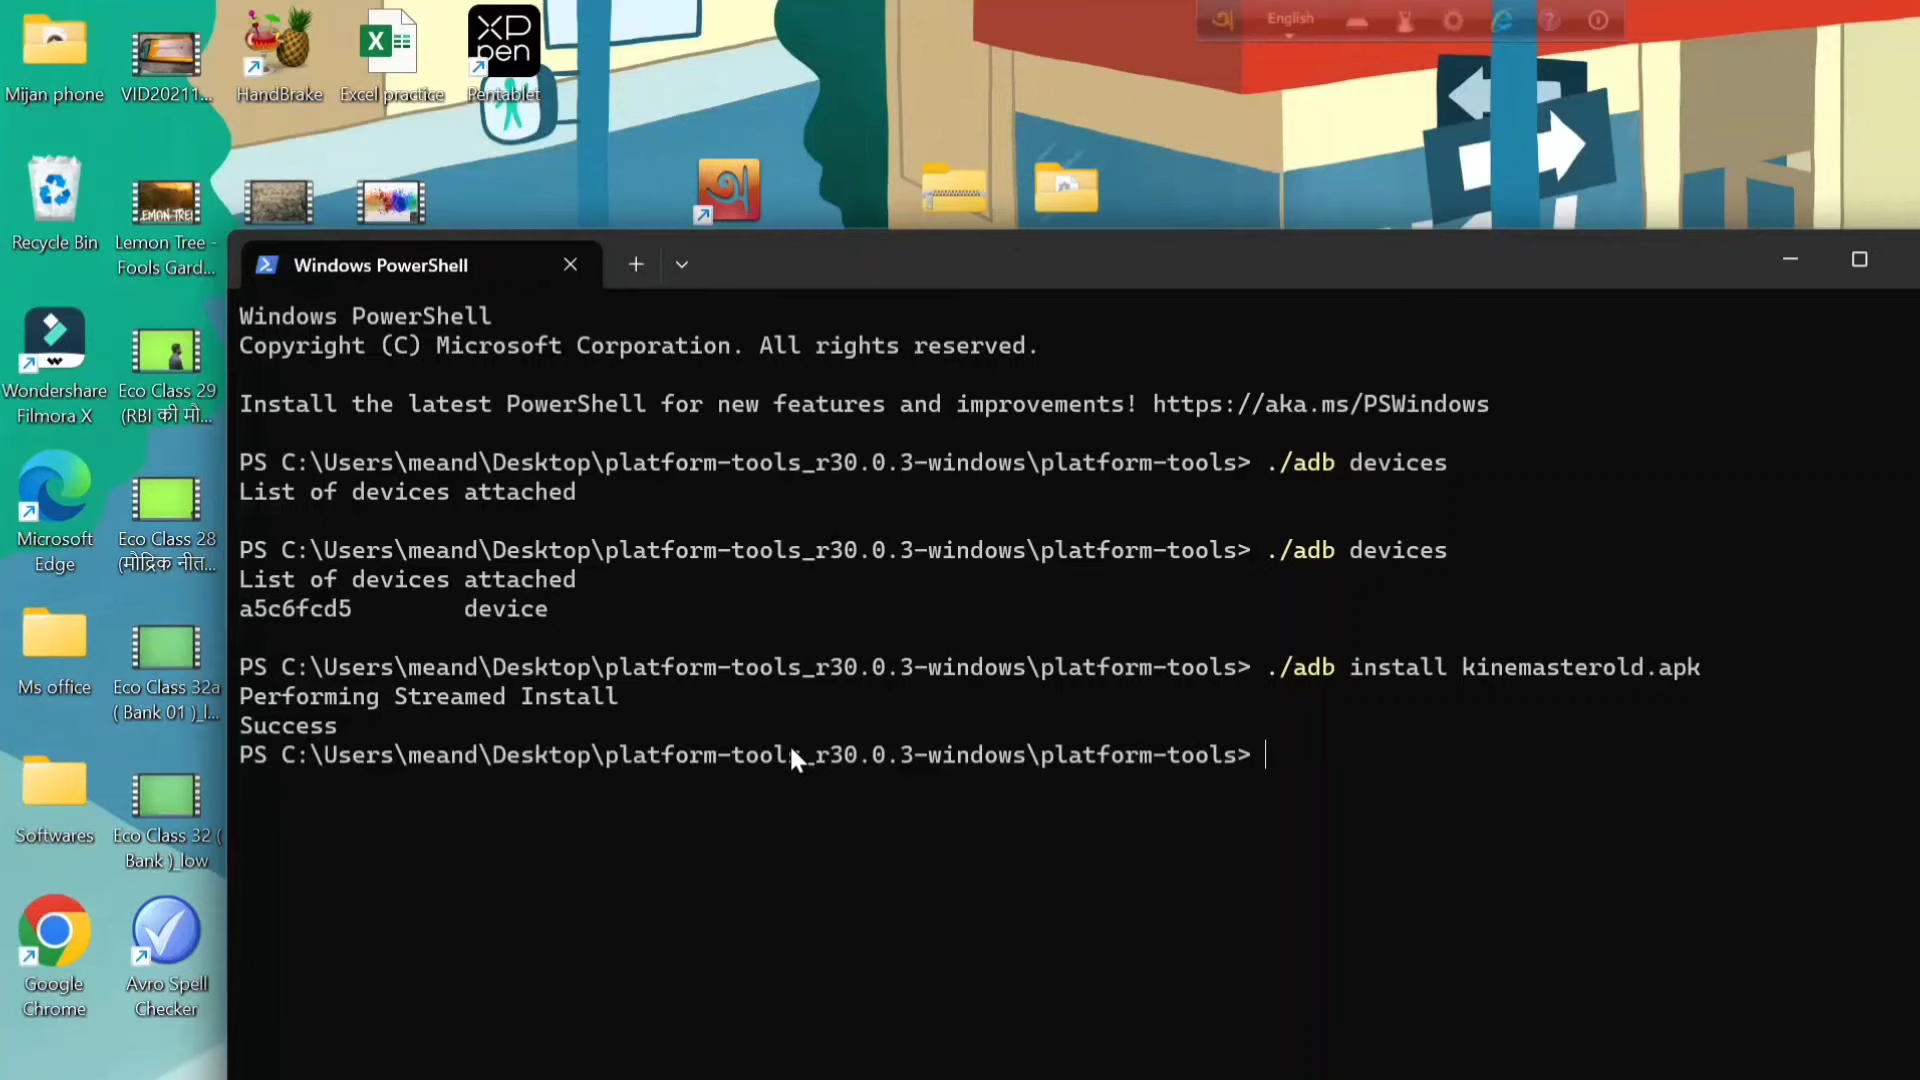 English
XP
pen
Mijan phone
VID20211...
HandBrake
Excel practice
Pentablet
EMON TREE
Recycle Bin
Lemon Tree -
Fools Gard...
Wondershare
Filmora X
Eco Class 29
(RBI की मौ...
Microsoft
Edge
Eco Class 28
(मौद्रिक नीत...
Ms office
Eco Class 32a
( Bank 01 )_l...
Softwares
Eco Class 32 (
Bank )_low
Google
Chrome
Avro Spell
Checker
Windows PowerShell
Windows PowerShell
Copyright (C) Microsoft Corporation. All rights reserved.
Install the latest PowerShell for new features and improvements! https://aka.ms/PSWindows
PS C:\Users\meand\Desktop\platform-tools_r30.0.3-windows\platform-tools> ./adb devices
List of devices attached
PS C:\Users\meand\Desktop\platform-tools_r30.0.3-windows\platform-tools> ./adb devices
List of devices attached
a5c6fcd5 device
PS C:\Users\meand\Desktop\platform-tools_r30.0.3-windows\platform-tools> ./adb install kinemasterold.apk
Performing Streamed Install
Success
PS C:\Users\meand\Desktop\platform-tools_r30.0.3-windows\platform-tools>